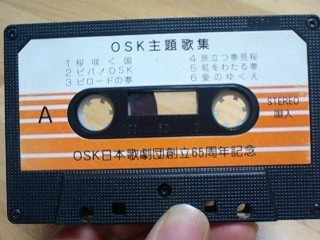 OSK主題歌集
1 桜咲く国
2 ビバ!OSK
3 ビロードの夢
4 旅立つ夢見桜
5 虹をわたる夢
6 愛のゆくえ
A
STEREO
OSK日本歌劇団創立65周年記念